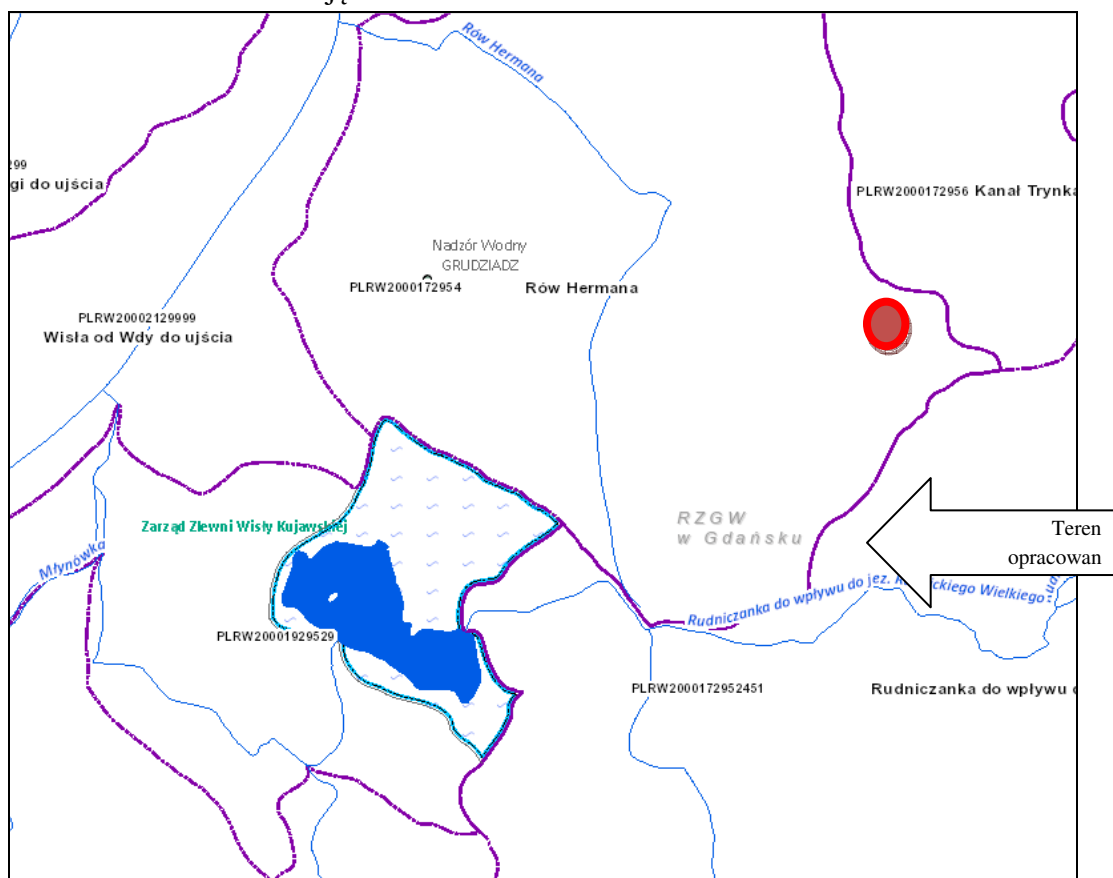 Rów Hermana
299
gi do ujścia
PLRW2000172956 Kanał Trynka
Nadzór Wodny
GRUDZIADZ
PLRW2000172954
Rów Hermana
PLRW20002129999
Wisła od Wdy do ujścia
Zarząd Zlewni Wisły Kujawskiej
RZGW
w Gdańsku
Teren
opracowan
Młynówka
Rudniczanka do wpływu do jez. ckiego Wielkiego
PLRW20001929529
PLRW2000172952451
Rudniczanka do wpływu